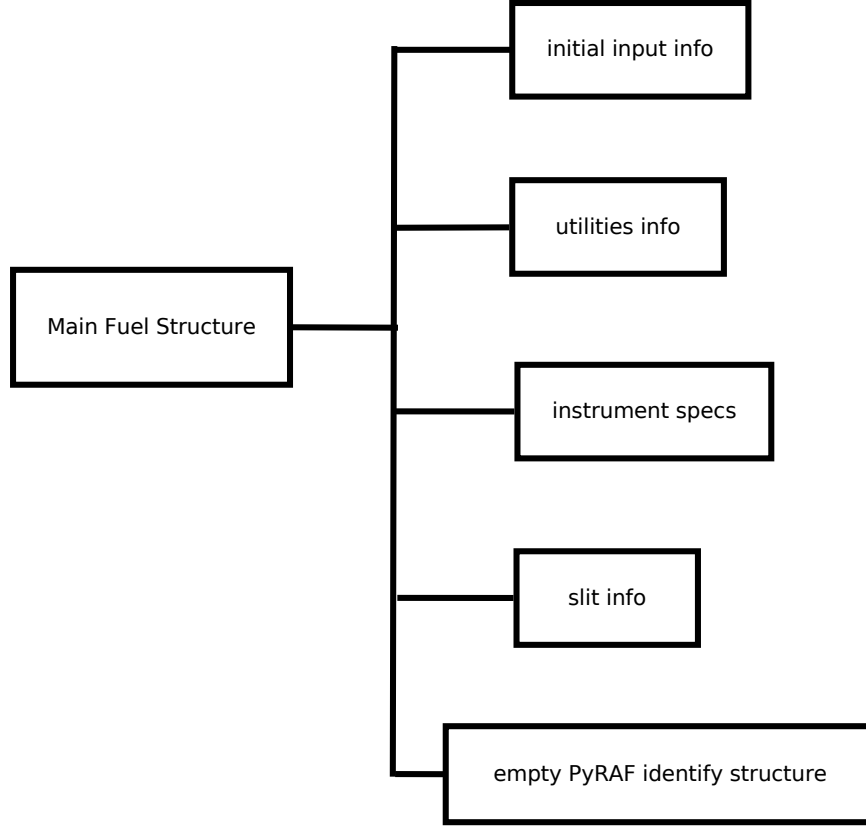 initial input info
utilities info
Main Fuel Structure
instrument specs
slit info
empty PyRAF identify structure